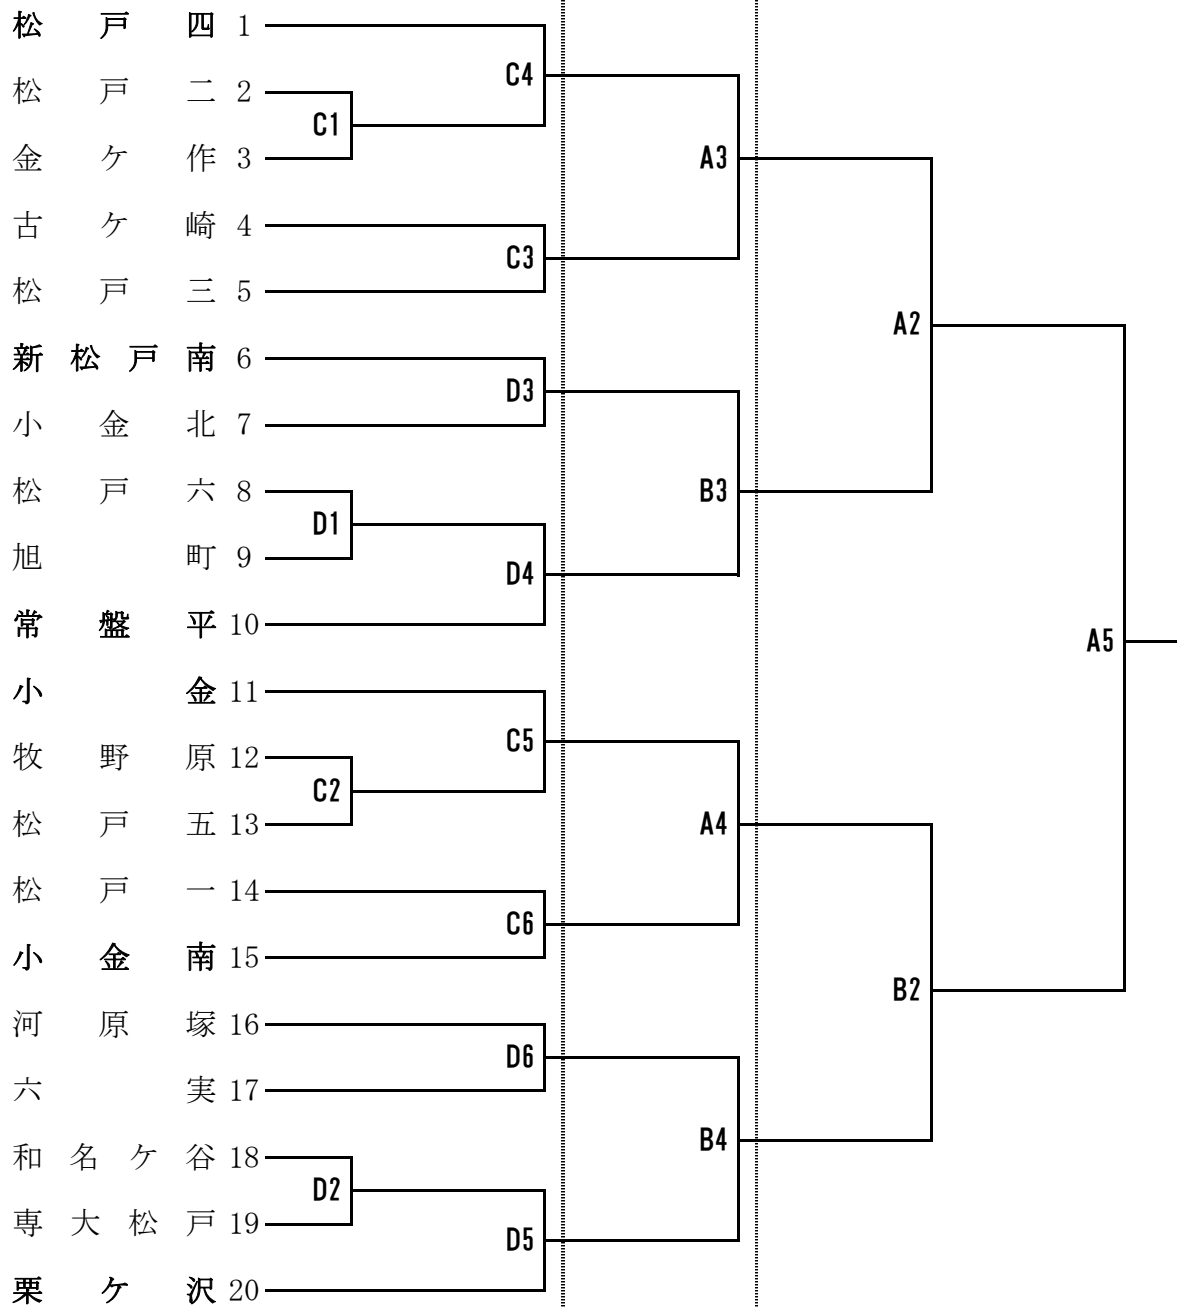 松戸四 1
C4
松戸二 2
C1
金ケ作 3
A3
古ケ崎 4
C3
松戸三 5
A2
新松戸南 6
D3
小金北 7
松戸六 8
B3
D1
旭町 9
D4
常盤平 10
A5
小金 11
C5
牧野原 12
C2
松戸五 13
A4
松戸一 14
C6
小金南 15
B2
河原塚 16
D6
六実 17
B4
和名ケ谷 18
D2
専大松戸 19
D5
栗ケ沢 20